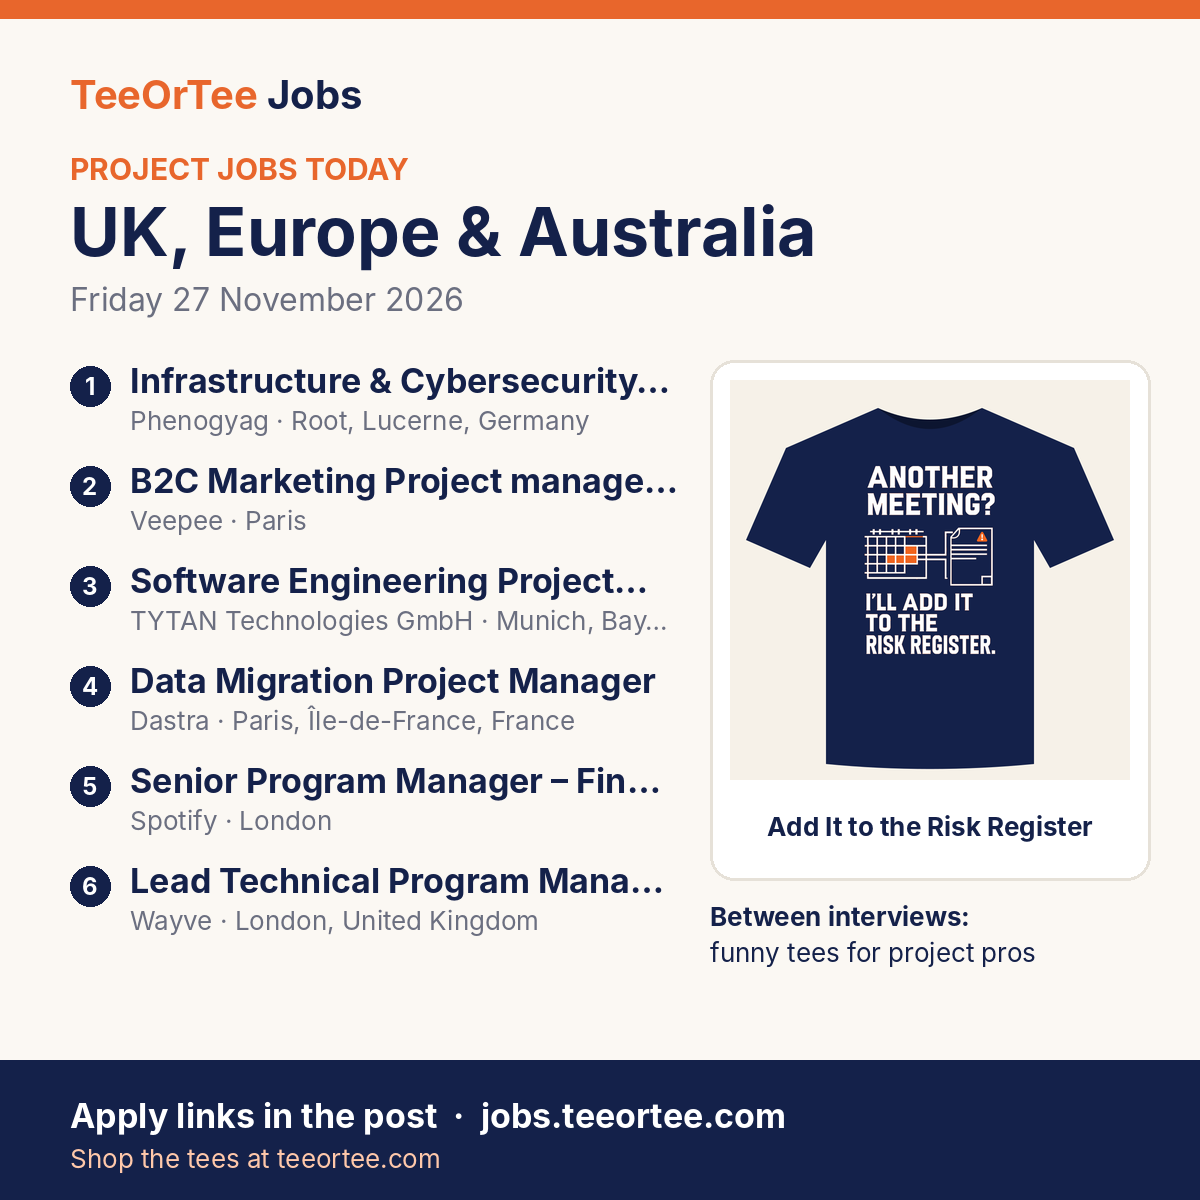 TeeOrTee Jobs
PROJECT JOBS TODAY
UK, Europe & Australia
Friday 27 November 2026
1 Infrastructure & Cybersecurity...
Phenogyag · Root, Lucerne, Germany
2 B2C Marketing Project manage...
Veepee · Paris
3 Software Engineering Project...
TYTAN Technologies GmbH · Munich, Bay...
4 Data Migration Project Manager
Dastra · Paris, Île-de-France, France
5 Senior Program Manager – Fin...
Spotify · London
6 Lead Technical Program Mana...
Wayve · London, United Kingdom
ANOTHER
MEETING?
I'LL ADD IT
TO THE
RISK REGISTER.
Add It to the Risk Register
Between interviews:
funny tees for project pros
Apply links in the post · jobs.teeortee.com
Shop the tees at teeortee.com